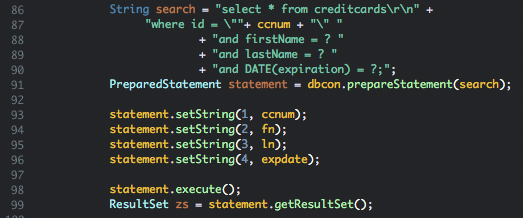 86 String search = "select * from creditcards\r\n" +
87 "where id = \""+ ccnum + "\" "
88 + "and firstName = ? "
89 + "and lastName = ? "
90 + "and DATE(expiration) = ?;";
91 PreparedStatement statement = dbcon.prepareStatement(search);
92
93 statement.setString(1, ccnum);
94 statement.setString(2, fn);
95 statement.setString(3, ln);
96 statement.setString(4, expdate);
97
98 statement.execute();
99 ResultSet zs = statement.getResultSet();